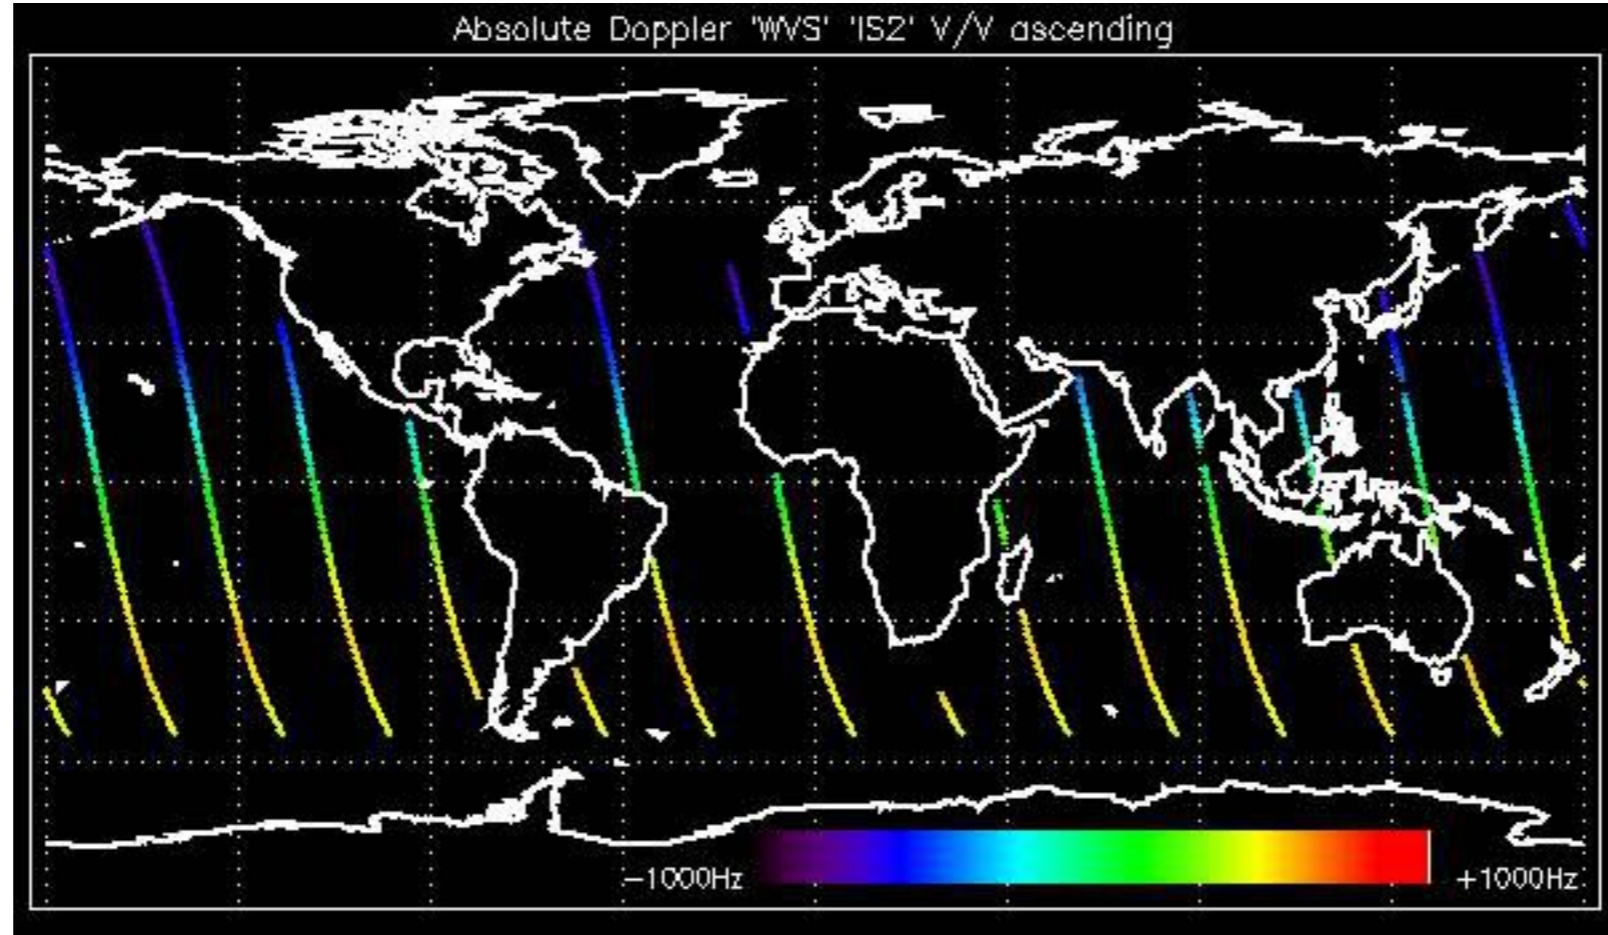 Absolute Doppler 'WVS' 'IS2' V/V ascending
-1000Hz
+1000Hz